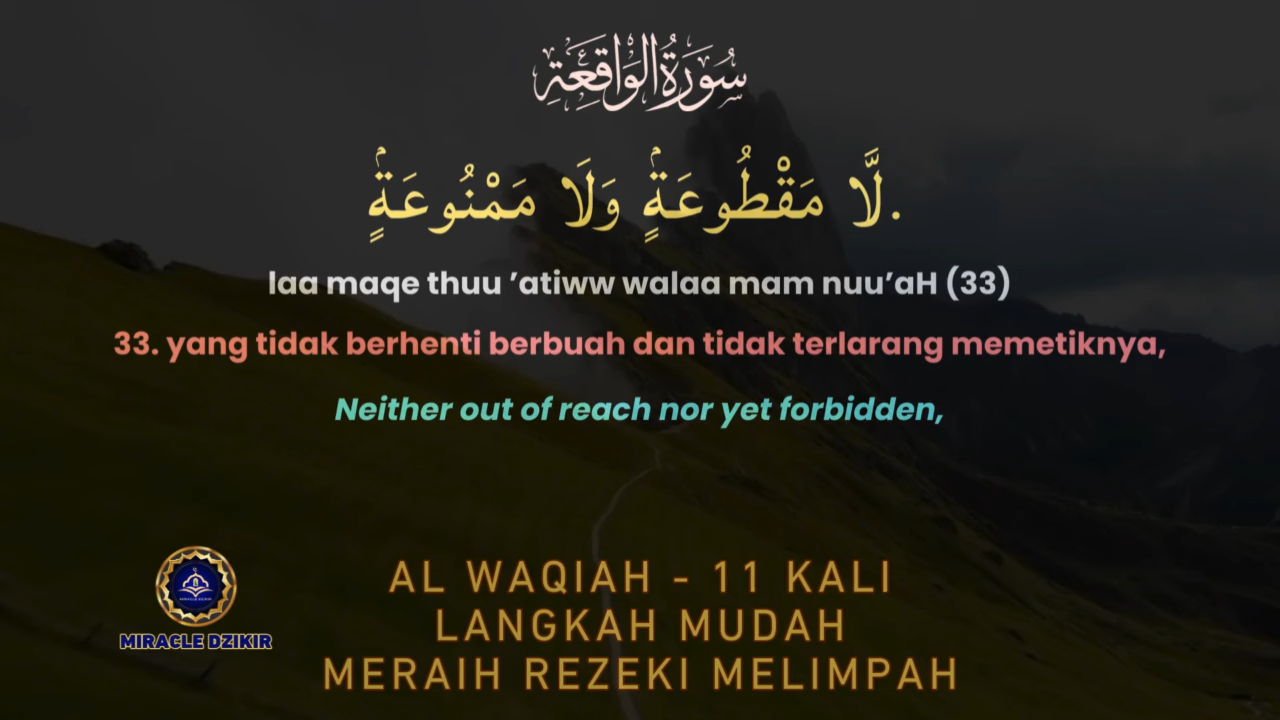 سُورَةُ الوَاقِعَةِ
لَّا مَقْطُوعَةٍۢ وَلَا مَمْنُوعَةٍۢ.
laa maqe thuu ’atiww walaa mam nuu’aH (33)
33. yang tidak berhenti berbuah dan tidak terlarang memetiknya,
Neither out of reach nor yet forbidden,
MIRACLE DZIKIR
MIRACLE DZIKIR
AL WAQIAH - 11 KALI
LANGKAH MUDAH
MERAIH REZEKI MELIMPAH